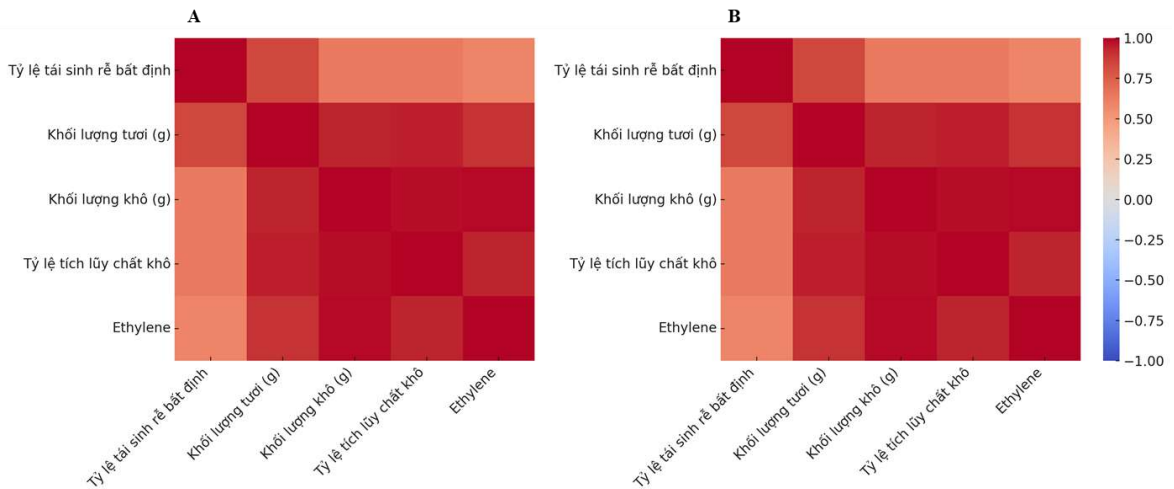 A
Tỷ lệ tái sinh rễ bất định
Khối lượng tươi (g)
Khối lượng khô (g)
Tỷ lệ tích lũy chất khô
Ethylene
Tỷ lệ tái sinh rễ bất định
Khối lượng tươi (g)
Khối lượng khô (g)
Tỷ lệ tích lũy chất khô
Ethylene
B
Tỷ lệ tái sinh rễ bất định
Khối lượng tươi (g)
Khối lượng khô (g)
Tỷ lệ tích lũy chất khô
Ethylene
Tỷ lệ tái sinh rễ bất định
Khối lượng tươi (g)
Khối lượng khô (g)
Tỷ lệ tích lũy chất khô
Ethylene
1.00
0.75
0.50
0.25
0.00
−0.25
−0.50
−0.75
−1.00